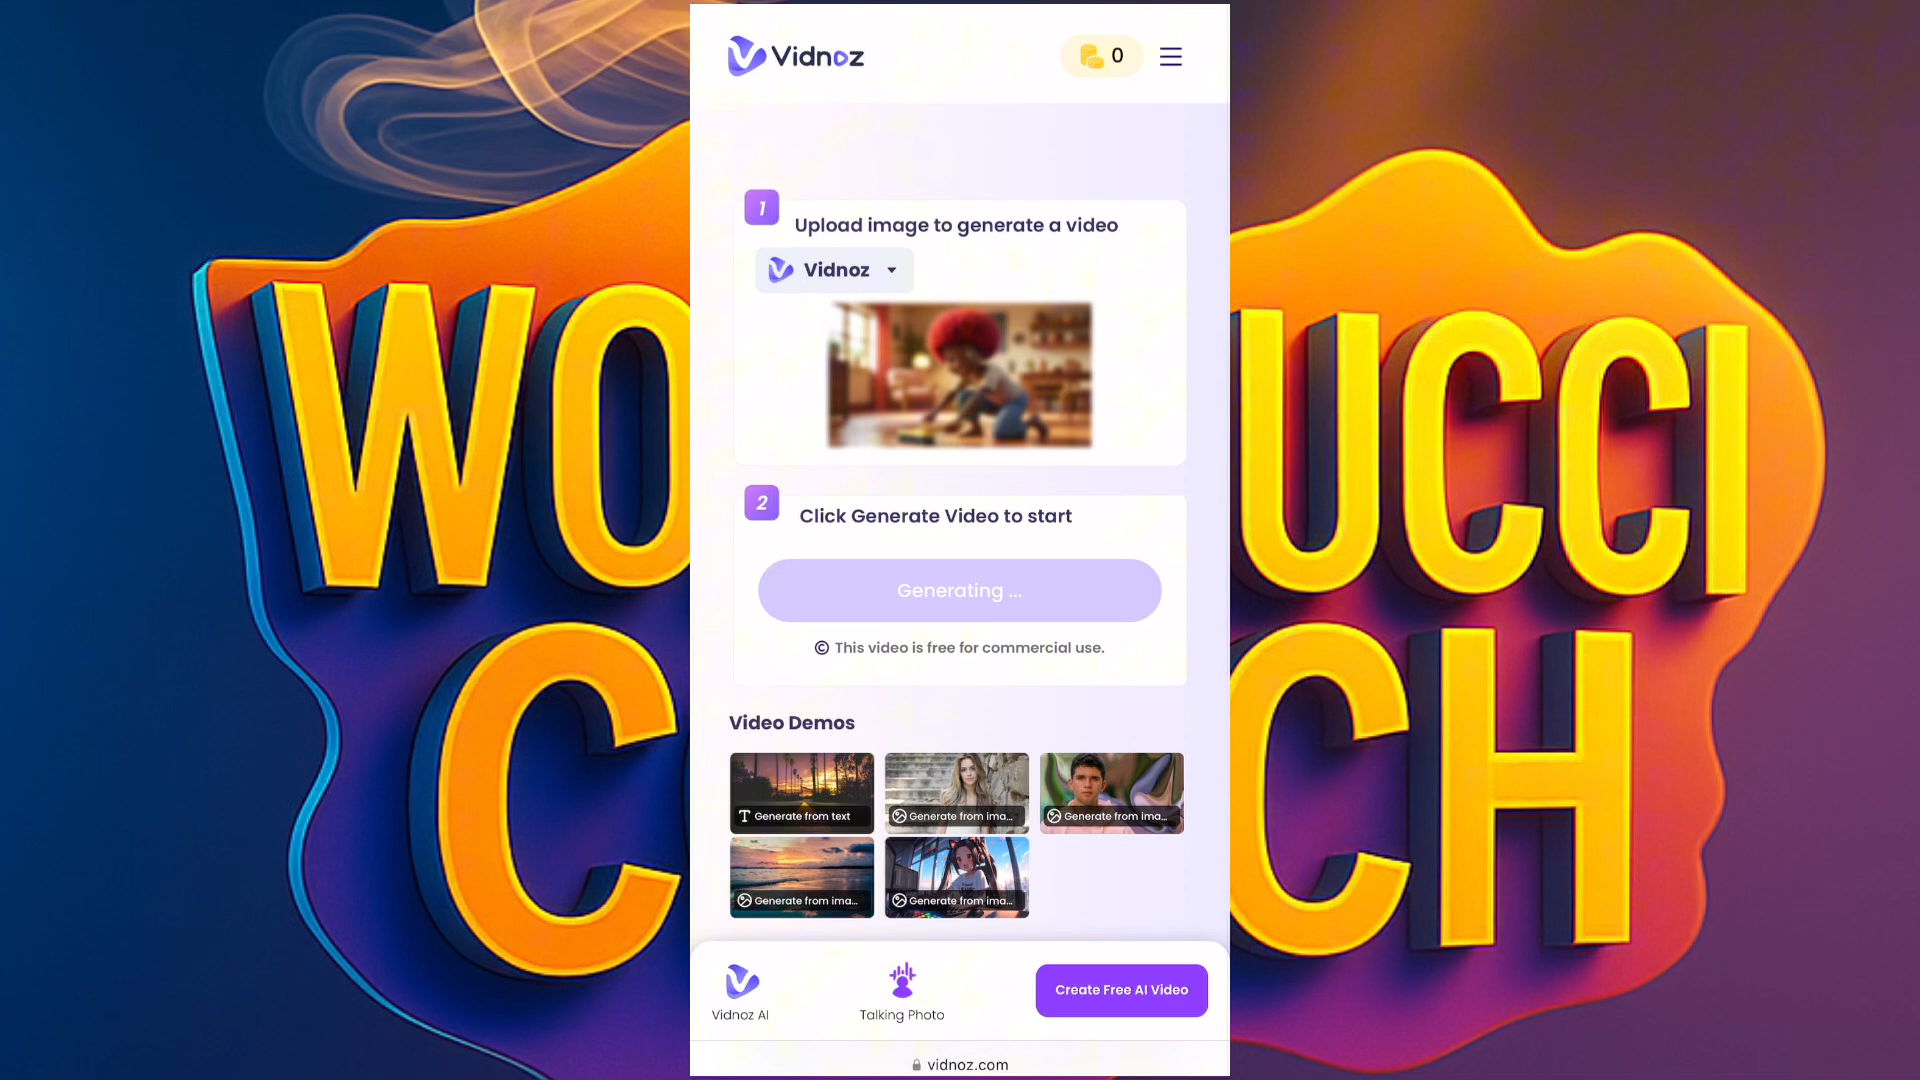 Vidnoz
0
1
Upload image to generate a video
Vidnoz
2
Click Generate Video to start
Generating ...
© This video is free for commercial use.
Video Demos
Generate from text
Generate from ima...
Generate from ima...
Generate from ima...
Generate from ima...
Vidnoz AI
Talking Photo
Create Free AI Video
vidnoz.com
WO
UCCI
C
CH